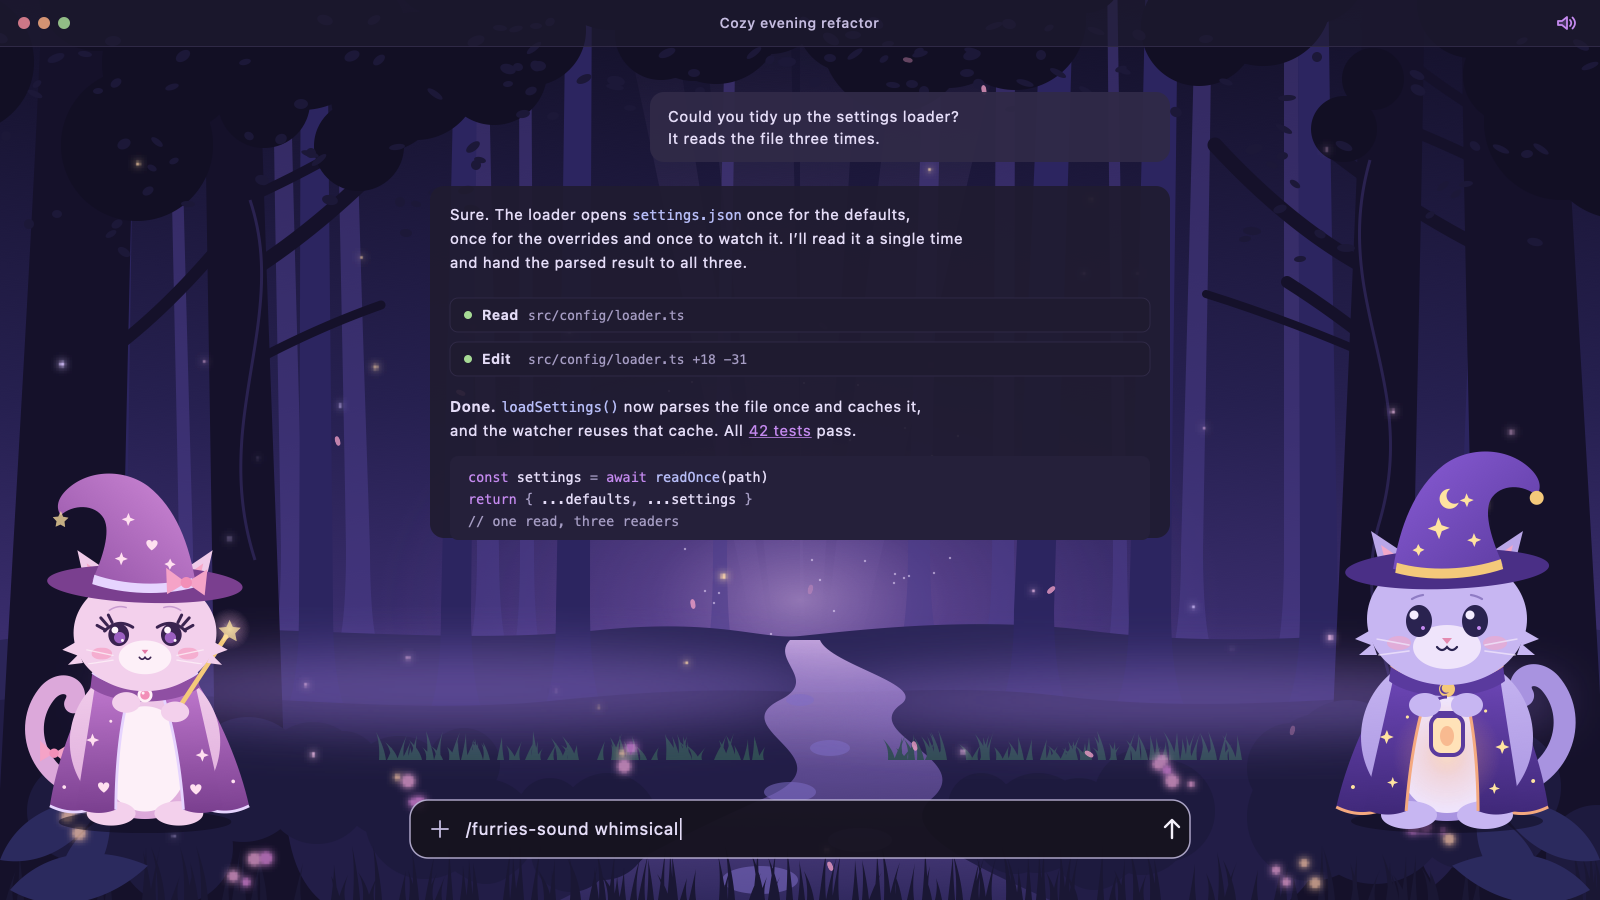 Cozy evening refactor
Could you tidy up the settings loader?
It reads the file three times.
Sure. The loader opens settings.json once for the defaults,
once for the overrides and once to watch it. I’ll read it a single time
and hand the parsed result to all three.
Read src/config/loader.ts
Edit src/config/loader.ts +18 −31
Done. loadSettings() now parses the file once and caches it,
and the watcher reuses that cache. All 42 tests pass.
const settings = await readOnce(path)
return { ...defaults, ...settings }
// one read, three readers
/furries-sound whimsical